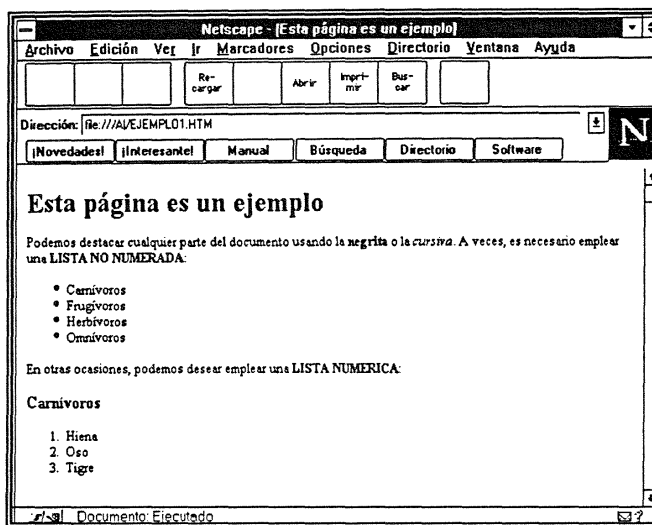 Netscape - [Esta página es un ejemplo]
Archivo Edición Ver Ir Marcadores Opciones Directorio Ventana Ayuda
Re-
cargar
Abrir
Impri-
mir
Bus-
car
Dirección: file:///A|/EJEMPLO1.HTM
N
¡Novedades! ¡Interesante! Manual Búsqueda Directorio Software
Esta página es un ejemplo
Podemos destacar cualquier parte del documento usando la negrita o la cursiva. A veces, es necesario emplear
una LISTA NO NUMERADA:
• Carnívoros
• Frugívoros
• Herbívoros
• Omnívoros
En otras ocasiones, podemos desear emplear una LISTA NUMERICA:
Carnívoros
1. Hiena
2. Oso
3. Tigre
Documento: Ejecutado
?